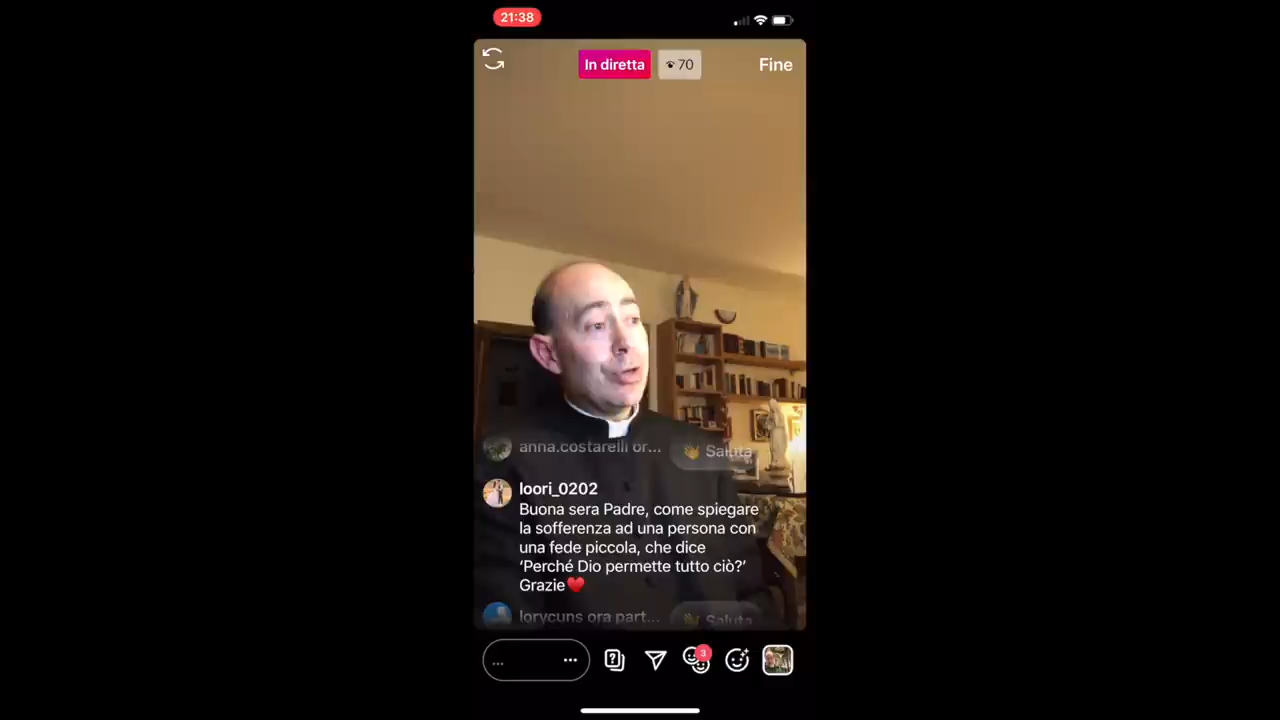 21:38
In diretta
70
Fine
anna.costarelli or...
Saluta
loori_0202
Buona sera Padre, come spiegare
la sofferenza ad una persona con
una fede piccola, che dice
‘Perché Dio permette tutto ciò?’
Grazie❤️
lorycuns ora part...
Saluta
...
3